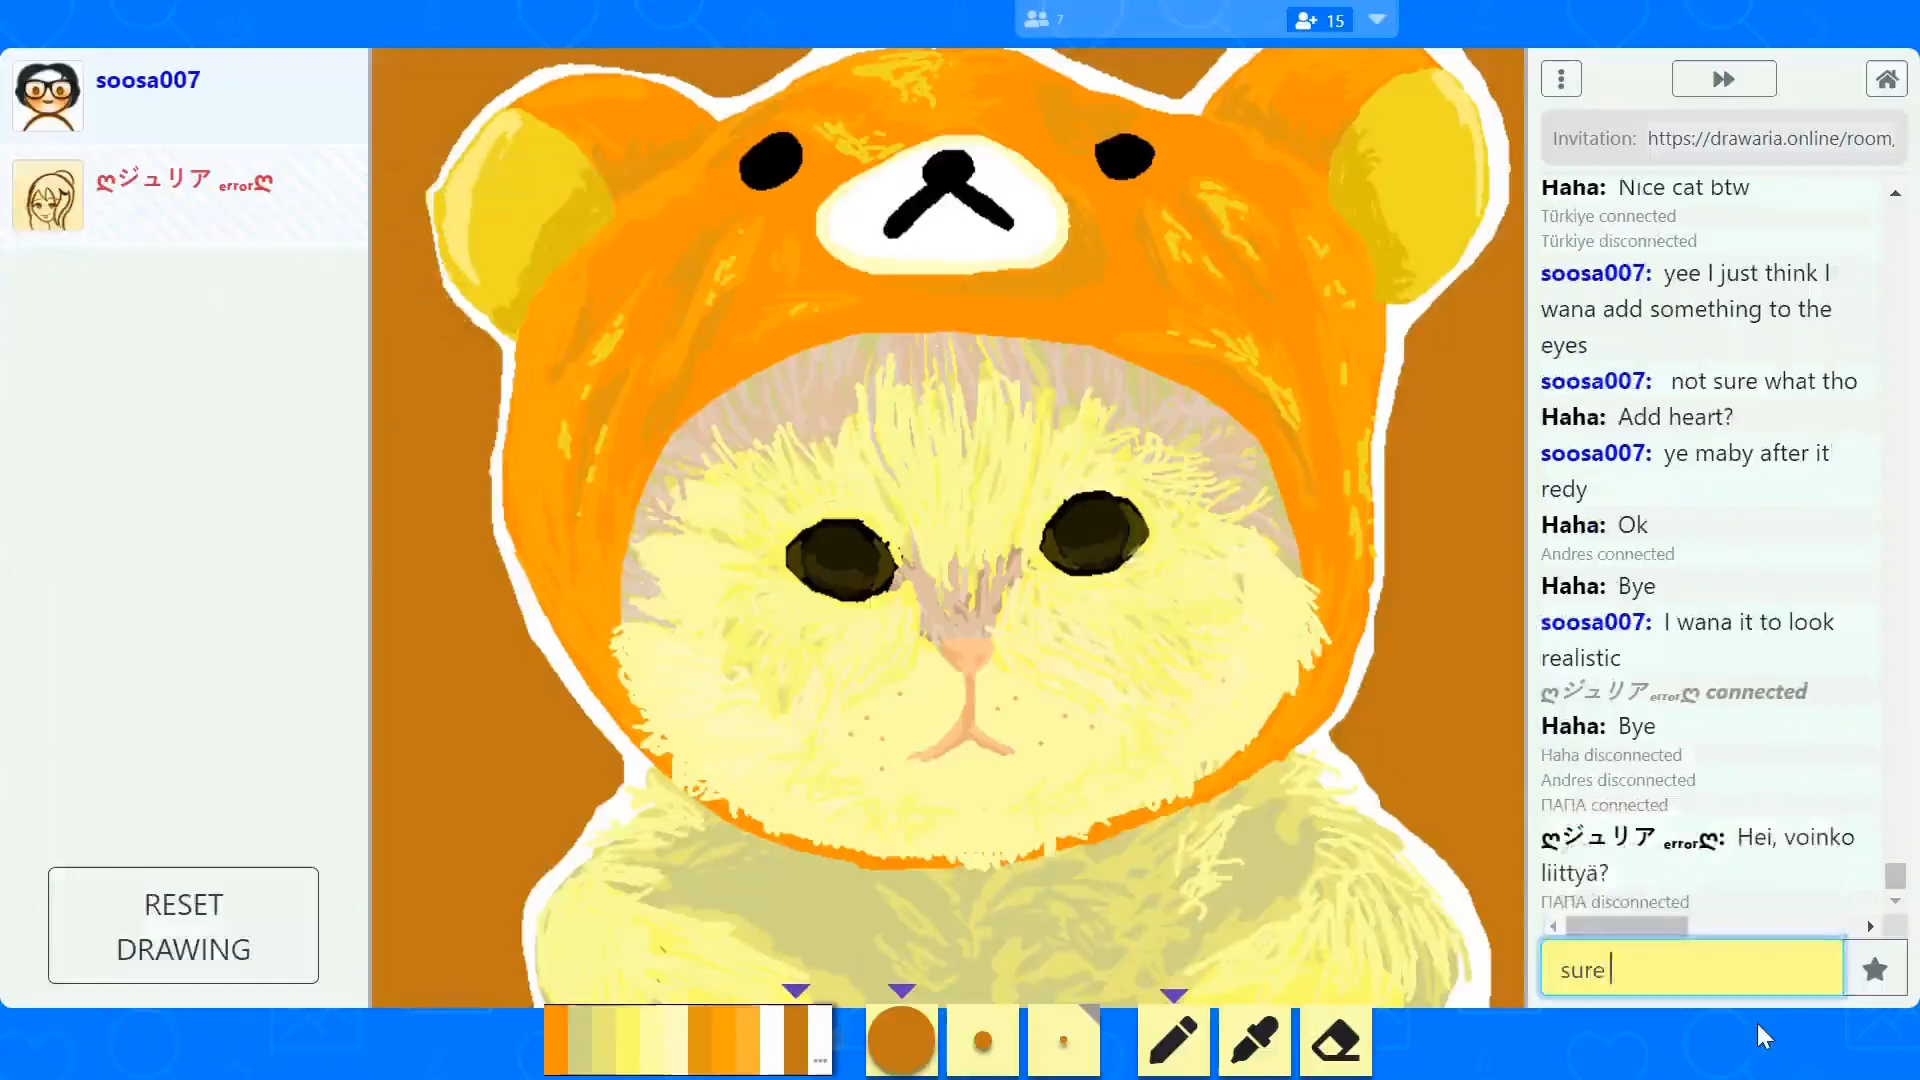 7
15
soosa007
ღジュリア errorღ
RESET
DRAWING
Invitation: https://drawaria.online/room,
Haha: Nice cat btw
Türkiye connected
Türkiye disconnected
soosa007: yee I just think I
wana add something to the
eyes
soosa007: not sure what tho
Haha: Add heart?
soosa007: ye maby after it
redy
Haha: Ok
Andres connected
Haha: Bye
soosa007: I wana it to look
realistic
ღジュリア errorღ connected
Haha: Bye
Haha disconnected
Andres disconnected
ПАПА connected
ღジュリア errorღ: Hei, voinko
liittyä?
ПАПА disconnected
sure